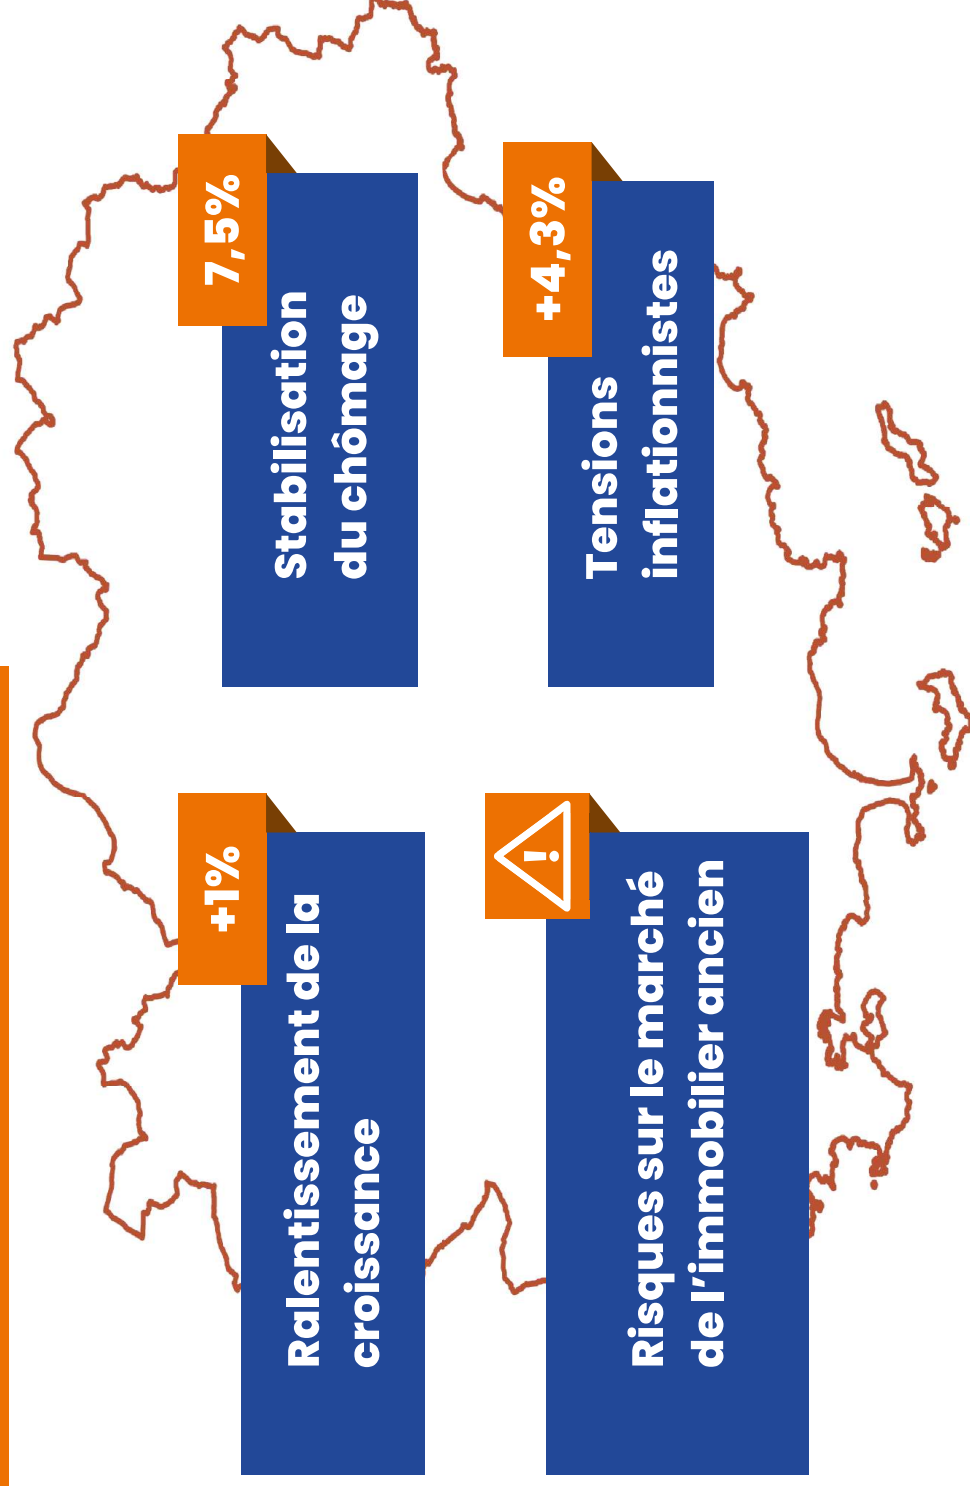 +1%
Ralentissement de la
croissance
7,5%
Stabilisation
du chômage
!
Risques sur le marché
de l'immobilier ancien
+4,3%
Tensions
inflationnistes